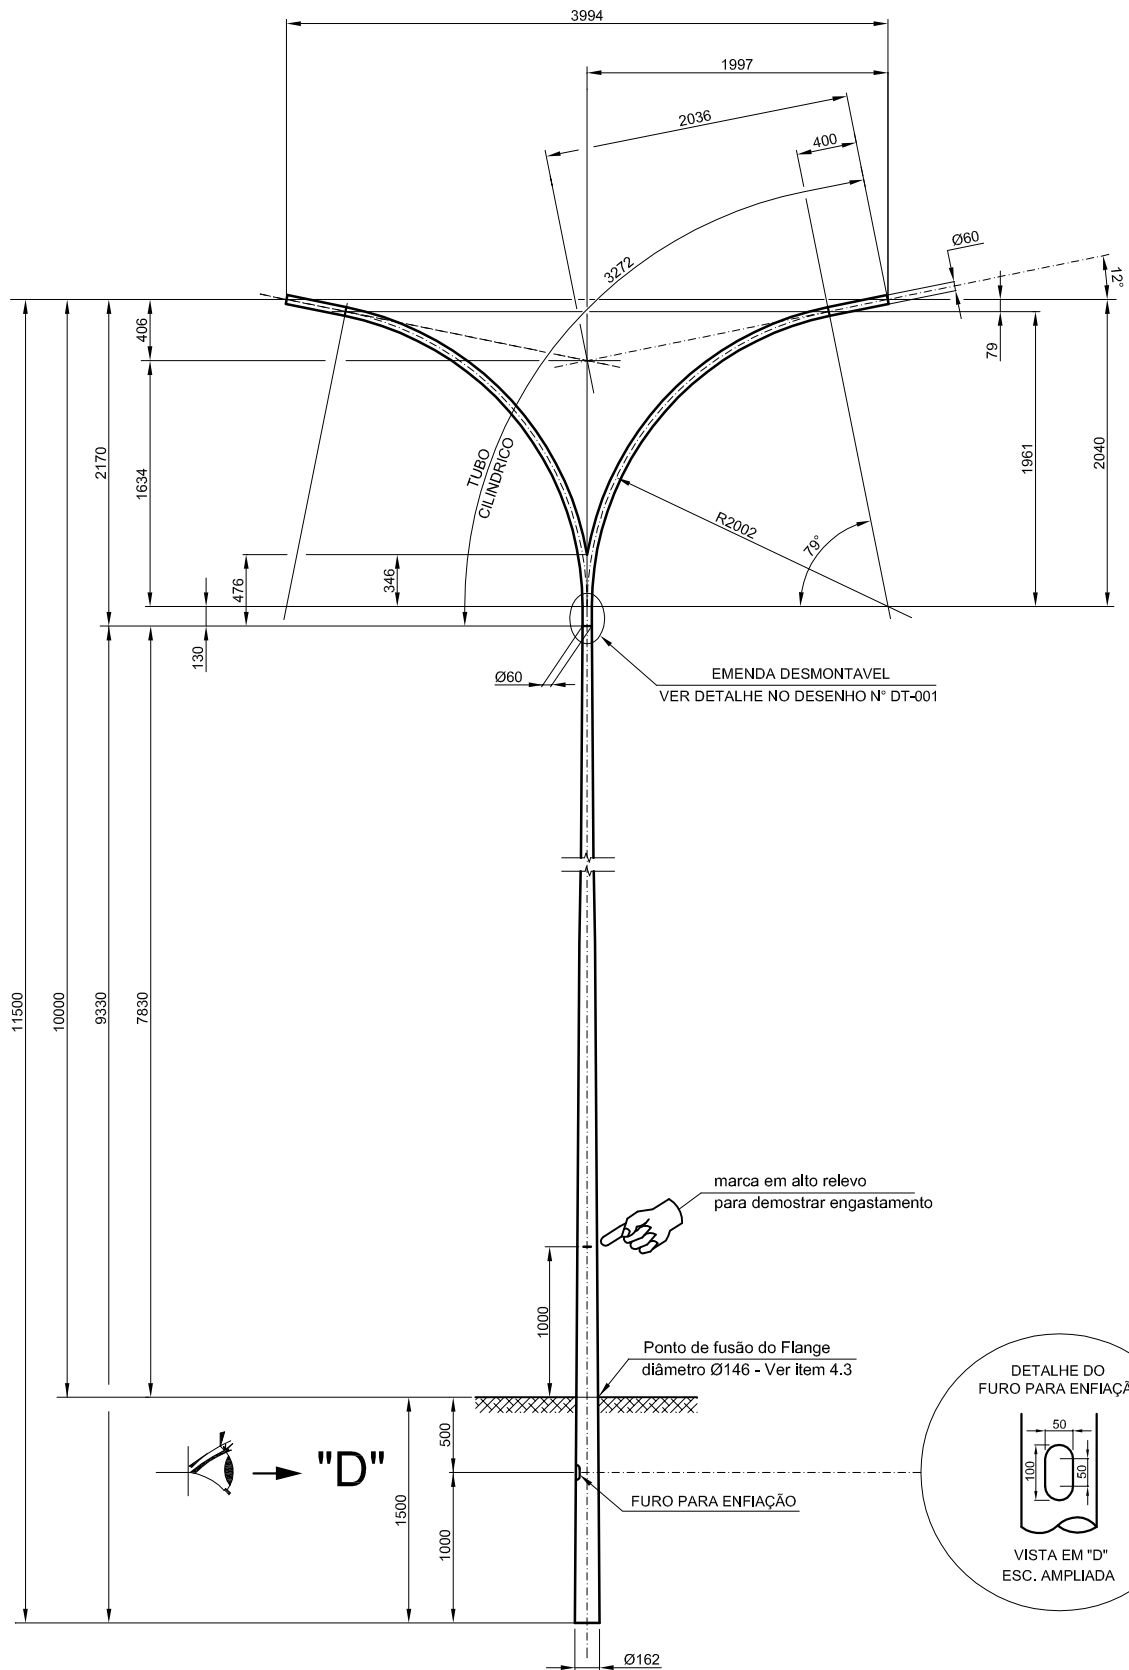 3994
1997
2036
400
3272
Ø60
12°
406
79
2170
1634
TUBO
CILINDRICO
1961
2040
R2002
79°
476
346
130
Ø60
EMENDA DESMONTAVEL
VER DETALHE NO DESENHO N° DT-001
11500
10000
9330
7830
marca em alto relevo
para demostrar engastamento
1000
Ponto de fusão do Flange
diâmetro Ø146 - Ver item 4.3
DETALHE DO
FURO PARA ENFIAÇÃ
50
100
50
VISTA EM "D"
ESC. AMPLIADA
500
"D"
FURO PARA ENFIAÇÃO
1500
1000
Ø162